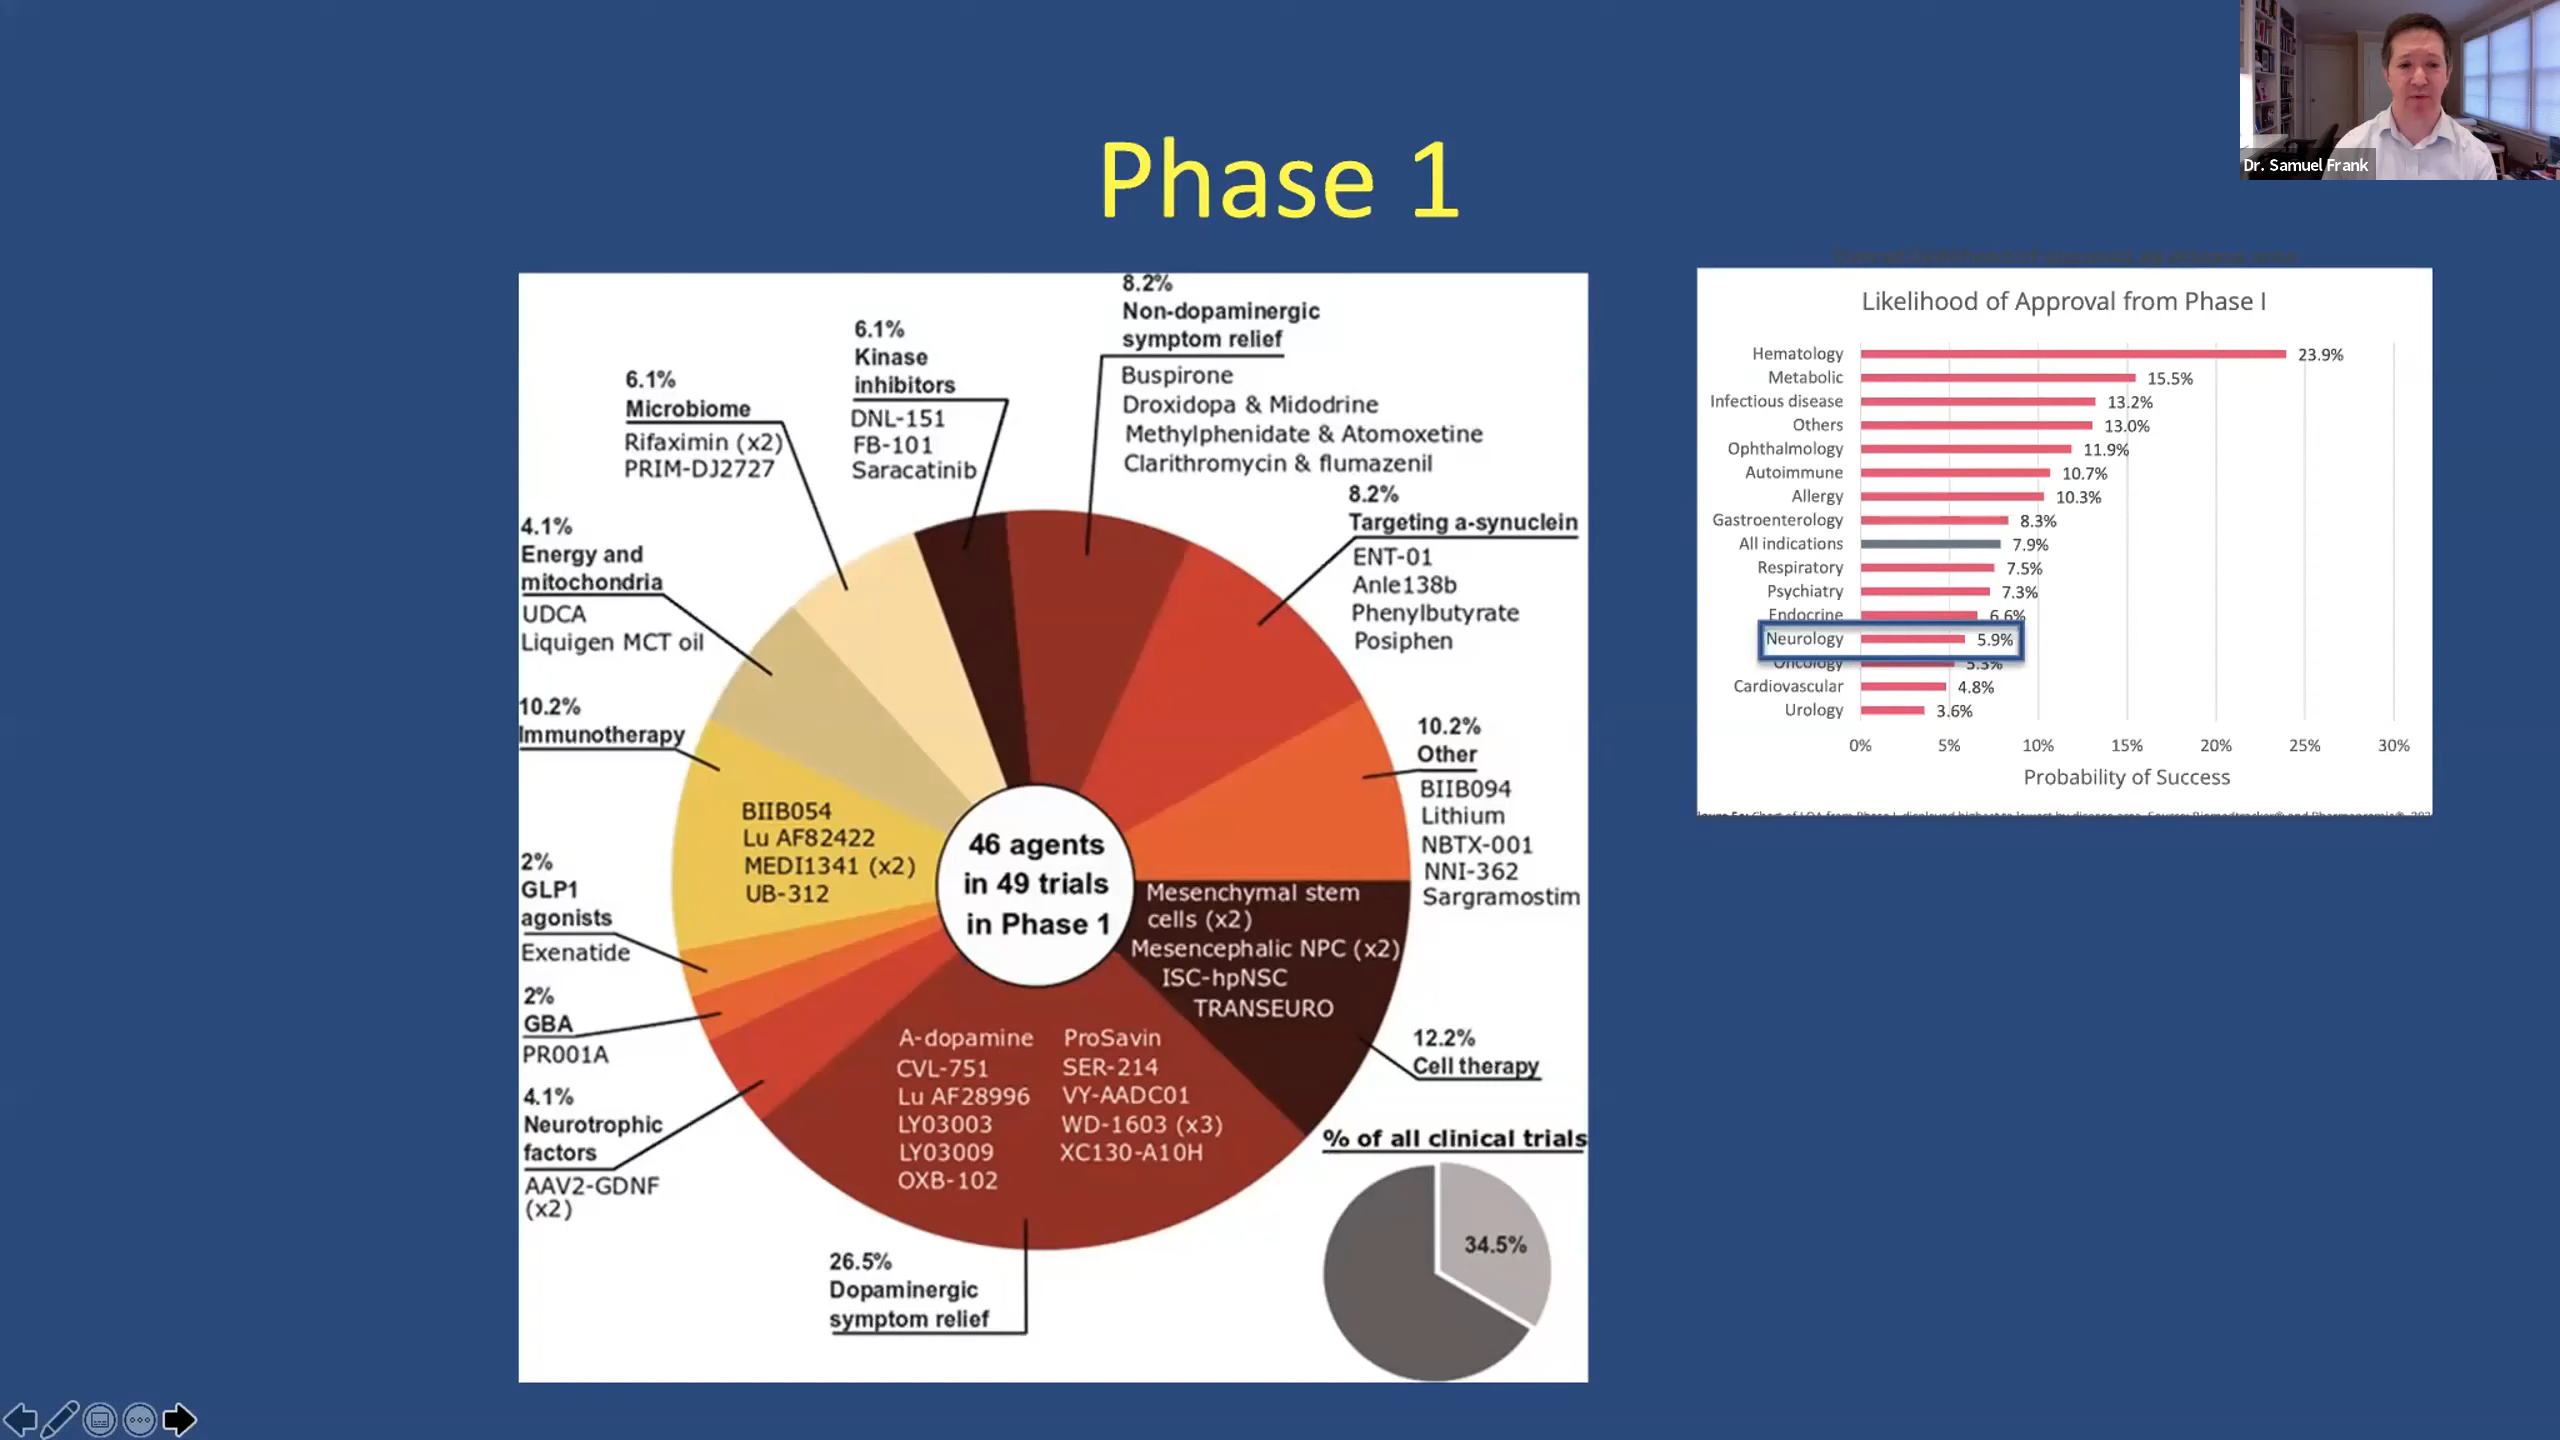 Dr. Samuel Frank
Phase 1
8.2%
Non-dopaminergic
symptom relief
Buspirone
Droxidopa & Midodrine
Methylphenidate & Atomoxetine
Clarithromycin & flumazenil
6.1%
Kinase
inhibitors
DNL-151
FB-101
Saracatinib
6.1%
Microbiome
Rifaximin (x2)
PRIM-DJ2727
8.2%
Targeting a-synuclein
ENT-01
Anle138b
Phenylbutyrate
Posiphen
4.1%
Energy and
mitochondria
UDCA
Liquigen MCT oil
10.2%
Immunotherapy
BIIB054
Lu AF82422
MEDI1341 (x2)
UB-312
10.2%
Other
BIIB094
Lithium
NBTX-001
NNI-362
Sargramostim
46 agents
in 49 trials
in Phase 1
2%
GLP1
agonists
Exenatide
Mesenchymal stem
cells (x2)
Mesencephalic NPC (x2)
ISC-hpNSC
TRANSEURO
12.2%
Cell therapy
2%
GBA
PR001A
4.1%
Neurotrophic
factors
AAV2-GDNF
(x2)
A-dopamine
CVL-751
Lu AF28996
LY03003
LY03009
OXB-102
ProSavin
SER-214
VY-AADC01
WD-1603 (x3)
XC130-A10H
26.5%
Dopaminergic
symptom relief
% of all clinical trials
34.5%
Likelihood of Approval from Phase I
Hematology 23.9%
Metabolic 15.5%
Infectious disease 13.2%
Others 13.0%
Ophthalmology 11.9%
Autoimmune 10.7%
Allergy 10.3%
Gastroenterology 8.3%
All indications 7.9%
Respiratory 7.5%
Psychiatry 7.3%
Endocrine 6.6%
Neurology 5.9%
Oncology 5.3%
Cardiovascular 4.8%
Urology 3.6%
0% 5% 10% 15% 20% 25% 30%
Probability of Success